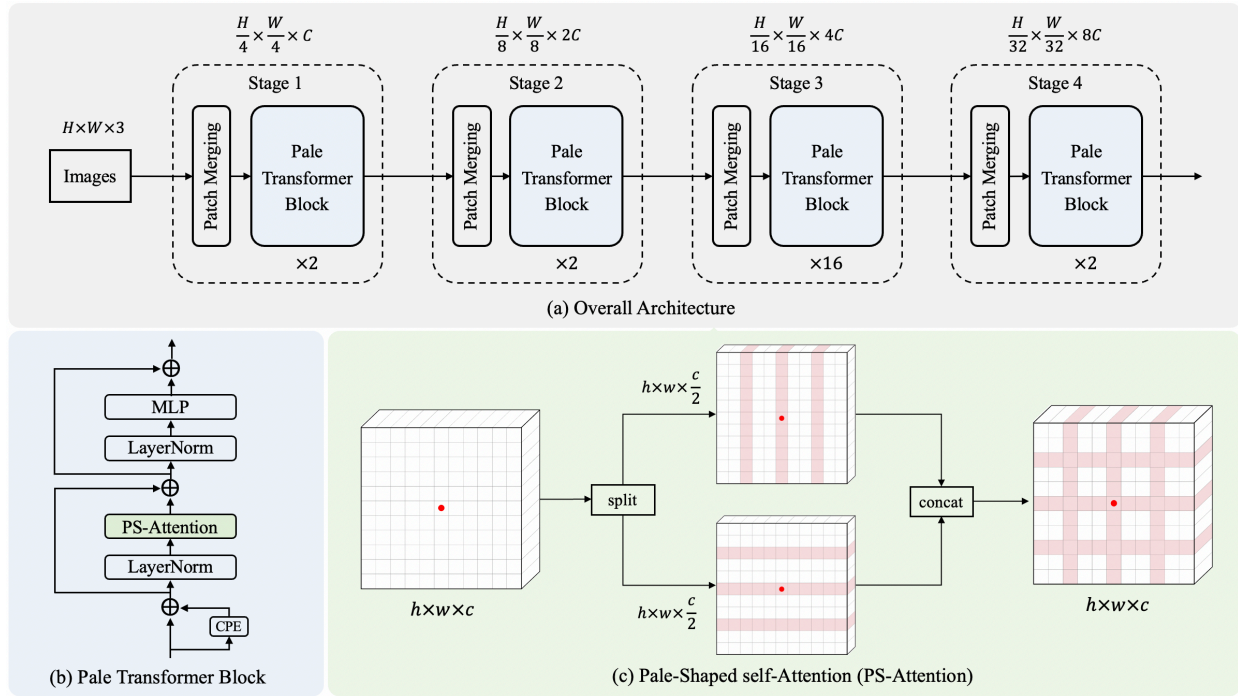 H/4 × W/4 × C
H/8 × W/8 × 2C
H/16 × W/16 × 4C
H/32 × W/32 × 8C
Stage 1
Stage 2
Stage 3
Stage 4
H×W×3
Images
Patch Merging
Pale
Transformer
Block
×2
Patch Merging
Pale
Transformer
Block
×2
Patch Merging
Pale
Transformer
Block
×16
Patch Merging
Pale
Transformer
Block
×2
(a) Overall Architecture
MLP
LayerNorm
PS-Attention
LayerNorm
CPE
(b) Pale Transformer Block
h×w×c
split
h×w×c/2
h×w×c/2
concat
h×w×c
(c) Pale-Shaped self-Attention (PS-Attention)